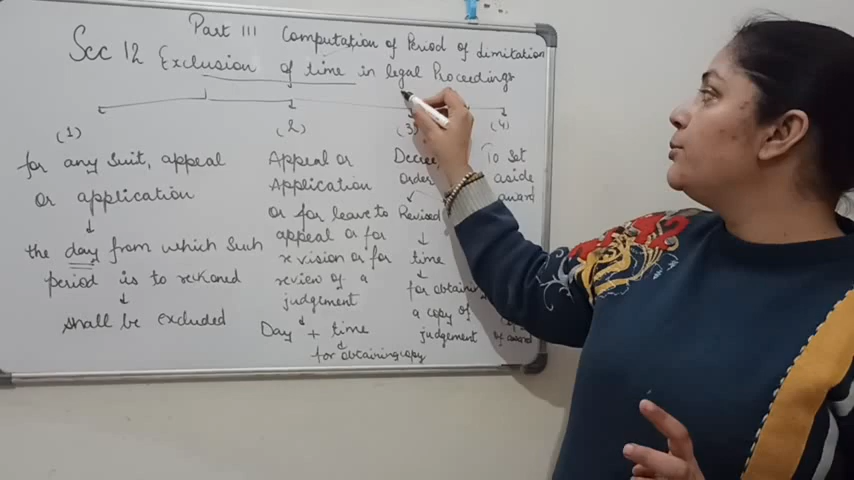 Part III Computation of Period of Limitation
Sec 12 Exclusion of time in legal Proceedings
(1)
for any suit, appeal
or application
the day from which such
period is to reckoned
shall be excluded
(2)
Appeal or
Application
or for leave to
appeal or for
revision or for
review of a
judgement
Day + time
for obtaining copy
(3)
Decree
order
Revised
time
for obtaining
a copy of
judgement
(4)
To set
aside
award
of award